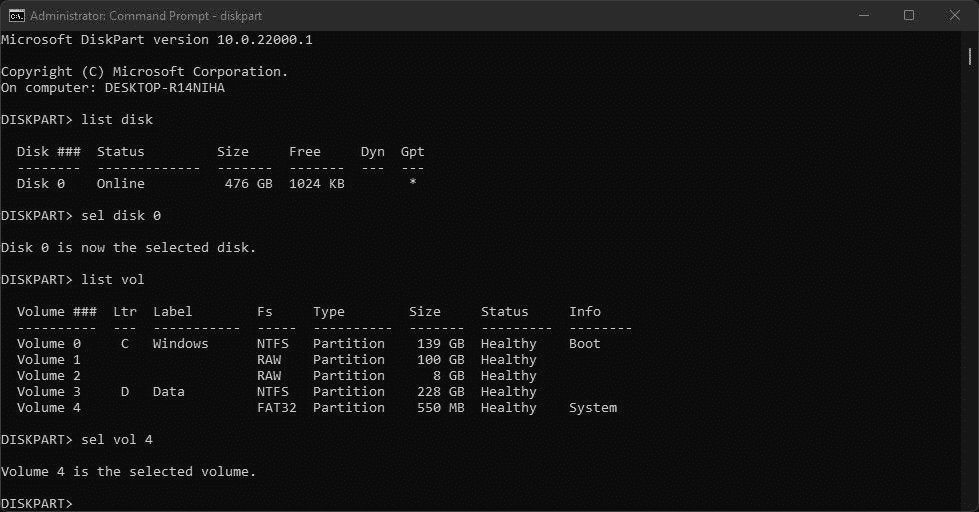 Administrator: Command Prompt - diskpart
Microsoft DiskPart version 10.0.22000.1
Copyright (C) Microsoft Corporation.
On computer: DESKTOP-R14NIHA
DISKPART> list disk
  Disk ###  Status         Size     Free     Dyn  Gpt
  --------  -------------  -------  -------  ---  ---
  Disk 0    Online          476 GB  1024 KB        *
DISKPART> sel disk 0
Disk 0 is now the selected disk.
DISKPART> list vol
  Volume ###  Ltr  Label        Fs     Type        Size     Status     Info
  ----------  ---  -----------  -----  ----------  -------  ---------  --------
  Volume 0     C   Windows      NTFS   Partition    139 GB  Healthy    Boot
  Volume 1                      RAW    Partition    100 GB  Healthy
  Volume 2                      RAW    Partition      8 GB  Healthy
  Volume 3     D   Data         NTFS   Partition    228 GB  Healthy
  Volume 4                      FAT32  Partition    550 MB  Healthy    System
DISKPART> sel vol 4
Volume 4 is the selected volume.
DISKPART>